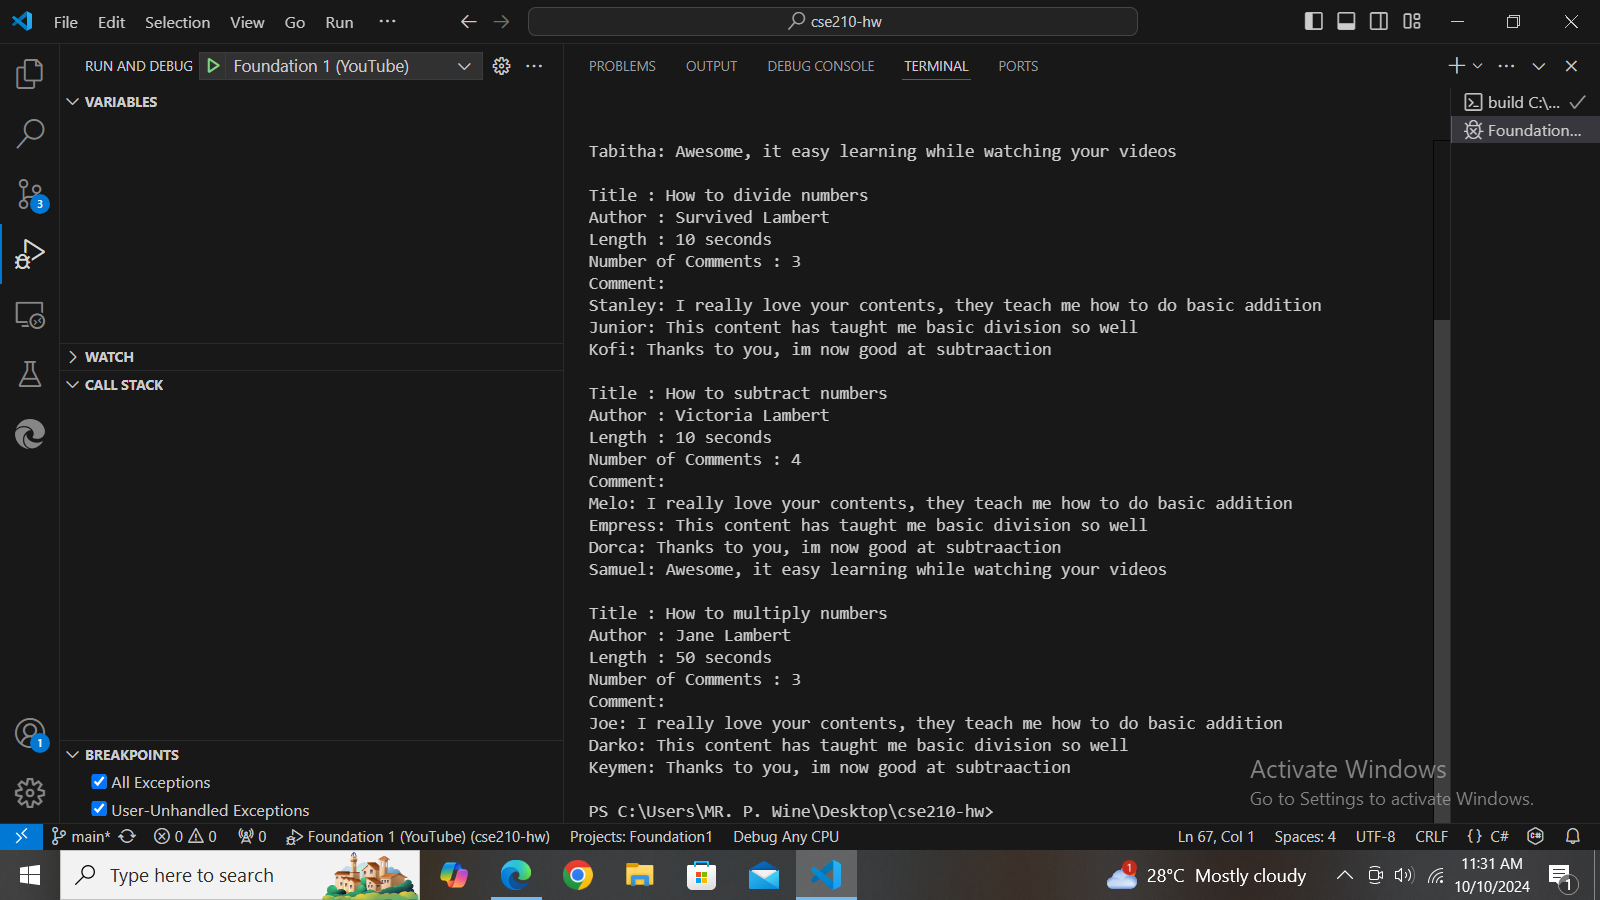 File Edit Selection View Go Run ··· cse210-hw
RUN AND DEBUG Foundation 1 (YouTube) ···
VARIABLES
WATCH
CALL STACK
BREAKPOINTS
All Exceptions
User-Unhandled Exceptions
3
1
PROBLEMS OUTPUT DEBUG CONSOLE TERMINAL PORTS
build C:\...
Foundation...
Tabitha: Awesome, it easy learning while watching your videos
Title : How to divide numbers
Author : Survived Lambert
Length : 10 seconds
Number of Comments : 3
Comment:
Stanley: I really love your contents, they teach me how to do basic addition
Junior: This content has taught me basic division so well
Kofi: Thanks to you, im now good at subtraaction
Title : How to subtract numbers
Author : Victoria Lambert
Length : 10 seconds
Number of Comments : 4
Comment:
Melo: I really love your contents, they teach me how to do basic addition
Empress: This content has taught me basic division so well
Dorca: Thanks to you, im now good at subtraaction
Samuel: Awesome, it easy learning while watching your videos
Title : How to multiply numbers
Author : Jane Lambert
Length : 50 seconds
Number of Comments : 3
Comment:
Joe: I really love your contents, they teach me how to do basic addition
Darko: This content has taught me basic division so well
Keymen: Thanks to you, im now good at subtraaction
PS C:\Users\MR. P. Wine\Desktop\cse210-hw>
Activate Windows
Go to Settings to activate Windows.
main* 0 0 0 Foundation 1 (YouTube) (cse210-hw) Projects: Foundation1 Debug Any CPU Ln 67, Col 1 Spaces: 4 UTF-8 CRLF {} C#
Type here to search 1 28°C Mostly cloudy 11:31 AM
10/10/2024 1